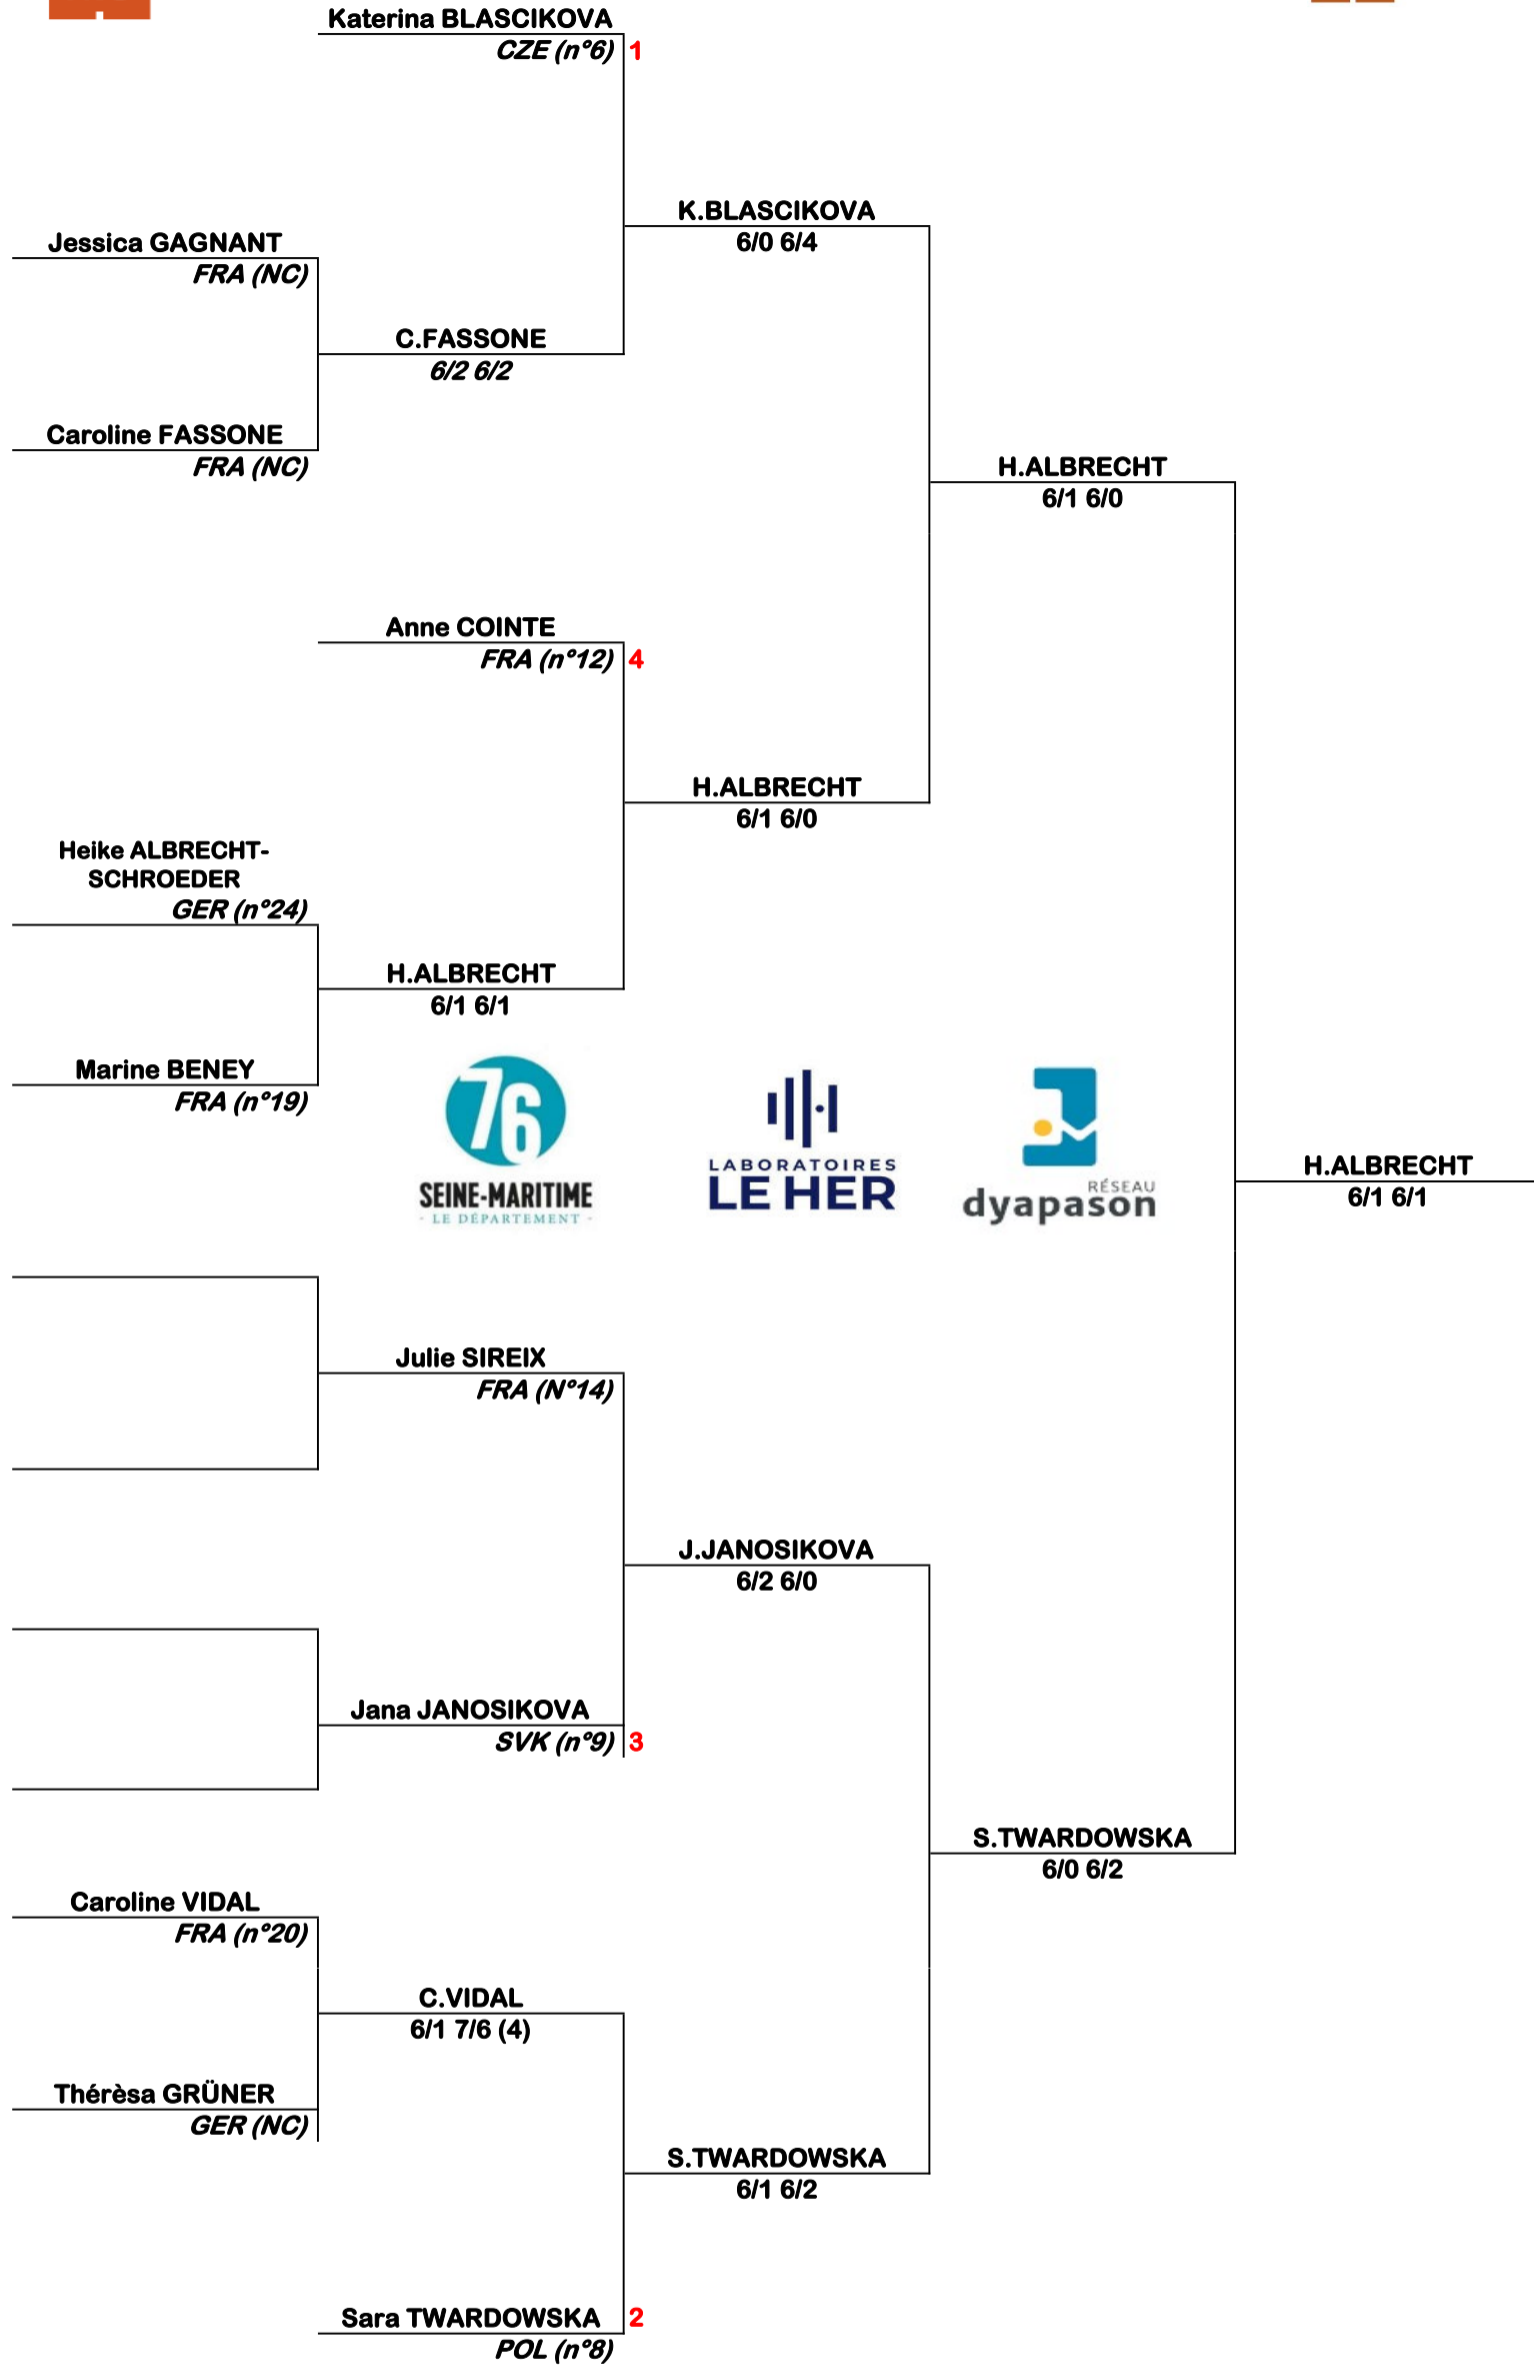 Katerina BLASCIKOVA
CZE (n°6) 1
K.BLASCIKOVA
6/0 6/4
Jessica GAGNANT
FRA (NC)
C.FASSONE
6/2 6/2
Caroline FASSONE
FRA (NC)
H.ALBRECHT
6/1 6/0
Anne COINTE
FRA (n°12) 4
H.ALBRECHT
6/1 6/0
Heike ALBRECHT-
SCHROEDER
GER (n°24)
H.ALBRECHT
6/1 6/1
Marine BENEY
FRA (n°19)
76
SEINE-MARITIME
- LE DÉPARTEMENT -
LABORATOIRES
LE HER
RÉSEAU
dyapason
H.ALBRECHT
6/1 6/1
Julie SIREIX
FRA (N°14)
J.JANOSIKOVA
6/2 6/0
Jana JANOSIKOVA
SVK (n°9) 3
S.TWARDOWSKA
6/0 6/2
Caroline VIDAL
FRA (n°20)
C.VIDAL
6/1 7/6 (4)
Thérèsa GRÜNER
GER (NC)
S.TWARDOWSKA
6/1 6/2
Sara TWARDOWSKA 2
POL (n°8)